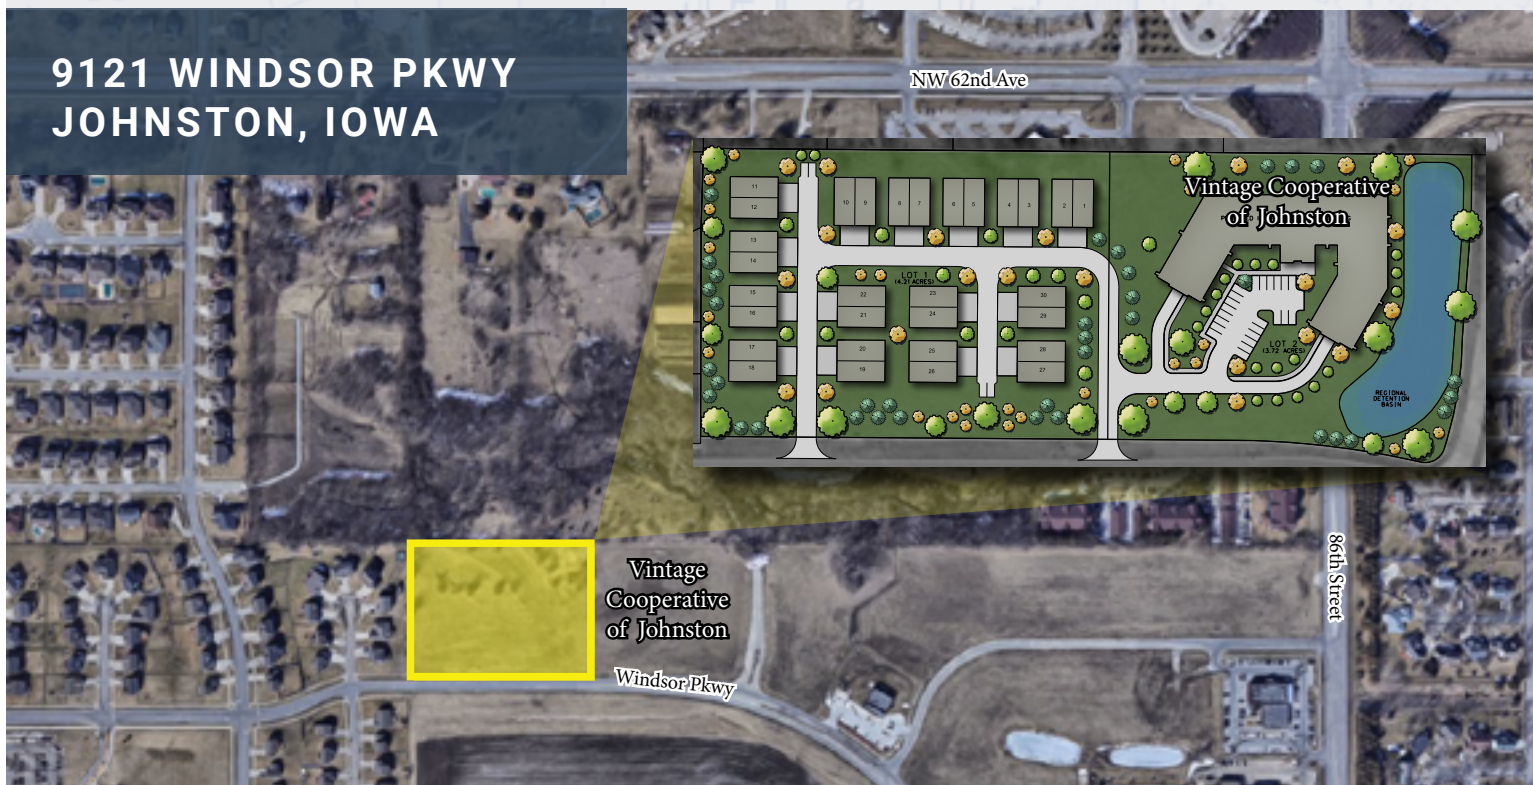 9121 WINDSOR PKWY
JOHNSTON, IOWA
NW 62nd Ave
Vintage Cooperative
of Johnston
11
12
10 9 8 7 6 5 4 3 2 1
13
14
LOT 1
(4.21 ACRES)
15
16
22
21
23
24
30
29
17
18
20
19
25
26
28
27
LOT 2
(3.72 ACRES)
REGIONAL
DETENTION
BASIN
86th Street
Vintage
Cooperative
of Johnston
Windsor Pkwy